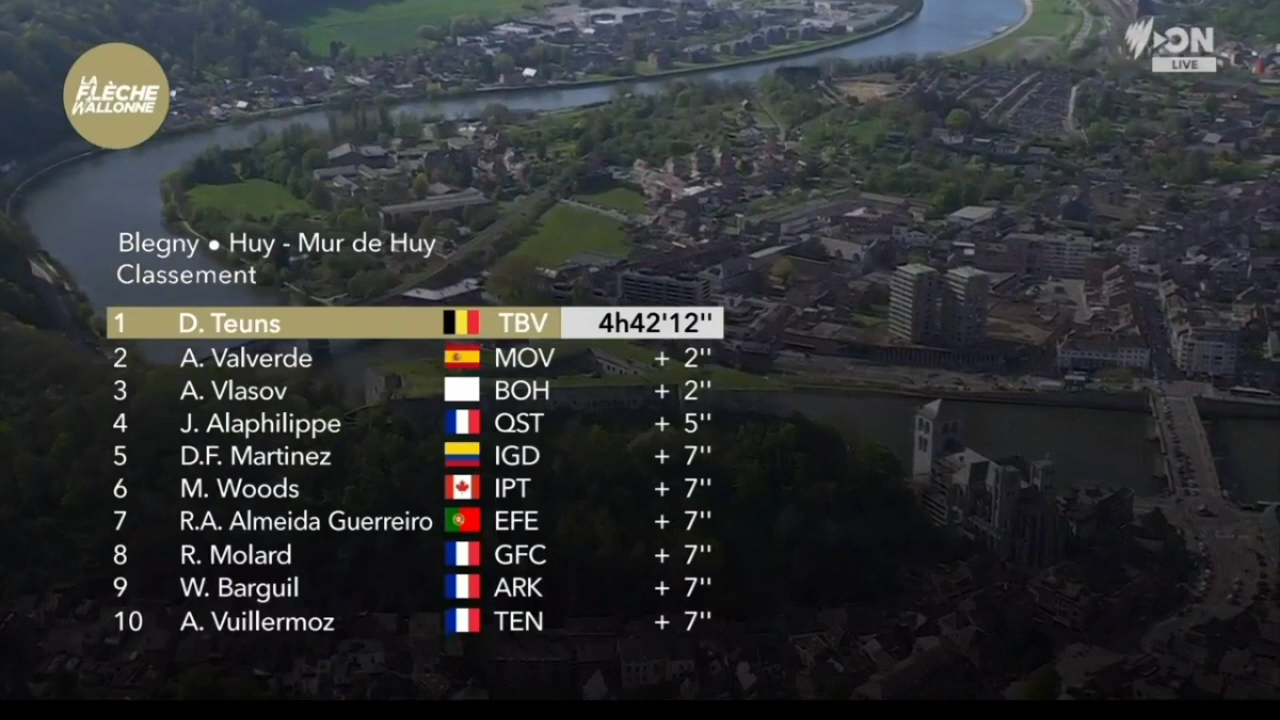 LA
FLÈCHE
WALLONNE
ON
LIVE
Blegny • Huy - Mur de Huy
Classement
1 D. Teuns TBV 4h42'12''
2 A. Valverde MOV + 2''
3 A. Vlasov BOH + 2''
4 J. Alaphilippe QST + 5''
5 D.F. Martinez IGD + 7''
6 M. Woods IPT + 7''
7 R.A. Almeida Guerreiro EFE + 7''
8 R. Molard GFC + 7''
9 W. Barguil ARK + 7''
10 A. Vuillermoz TEN + 7''